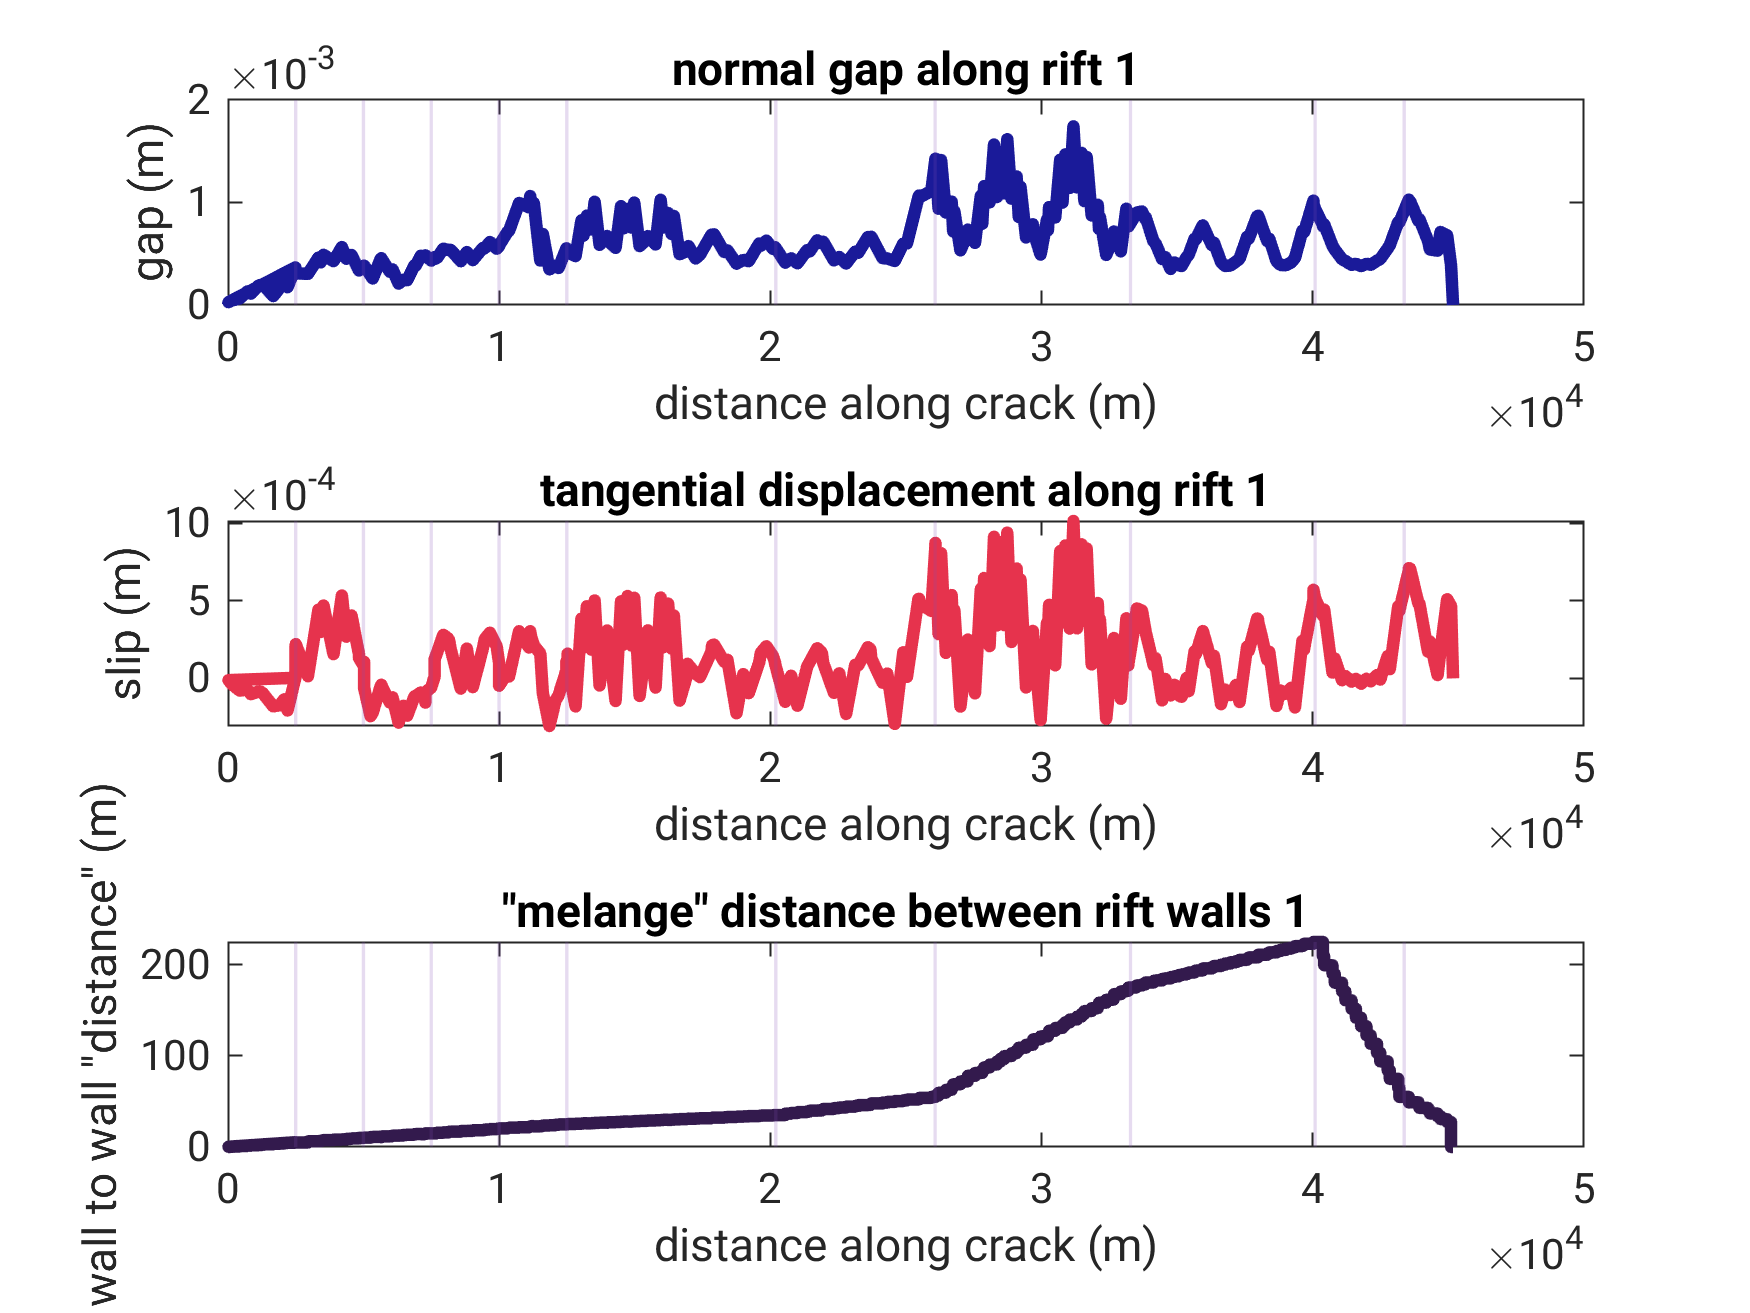 ×10-3
normal gap along rift 1
gap (m)
2
1
0
0 1 2 3 4 5
distance along crack (m)
×104
×10-4
tangential displacement along rift 1
slip (m)
10
5
0
0 1 2 3 4 5
distance along crack (m)
×104
"melange" distance between rift walls 1
wall to wall "distance" (m)
200
100
0
0 1 2 3 4 5
distance along crack (m)
×104